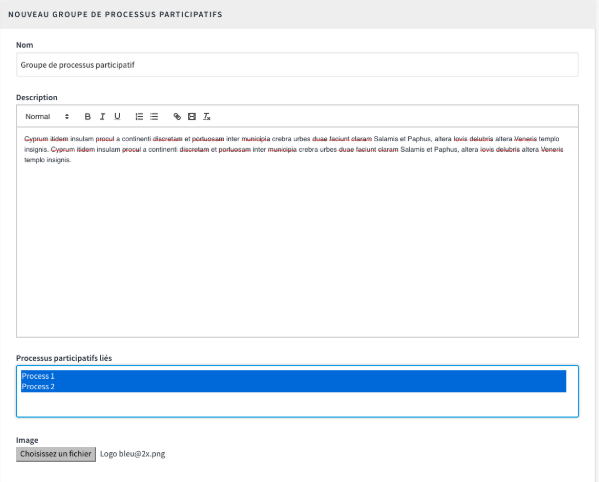 NOUVEAU GROUPE DE PROCESSUS PARTICIPATIFS
Nom
Groupe de processus participatif
Description
Normal B I U
Cyprum itidem insulam procul a continenti discretam et portuosam inter municipia crebra urbes duae faciunt claram Salamis et Paphus, altera Iovis delubris altera Veneris templo
insignis. Cyprum itidem insulam procul a continenti discretam et portuosam inter municipia crebra urbes duae faciunt claram Salamis et Paphus, altera Iovis delubris altera Veneris
templo insignis.
Processus participatifs liés
Process 1
Process 2
Image
Choisissez un fichier Logo bleu@2x.png